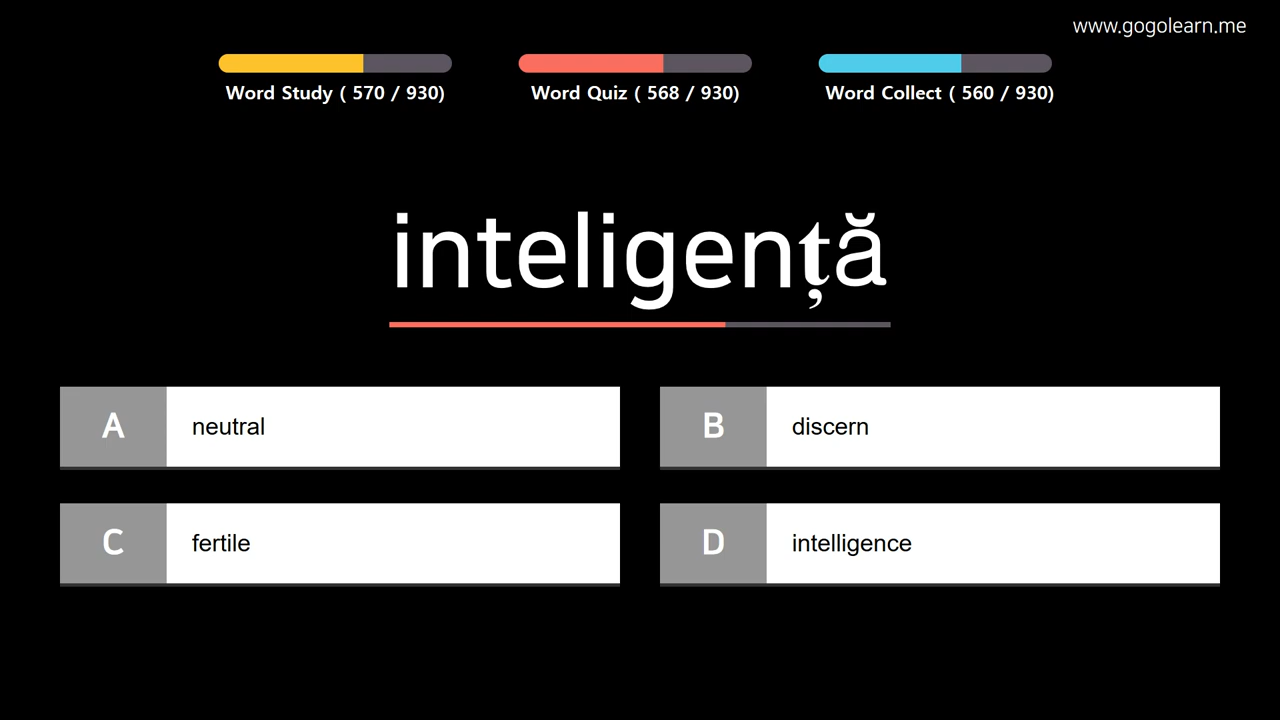 www.gogolearn.me
Word Study ( 570 / 930)
Word Quiz ( 568 / 930)
Word Collect ( 560 / 930)
inteligență
A neutral
B discern
C fertile
D intelligence